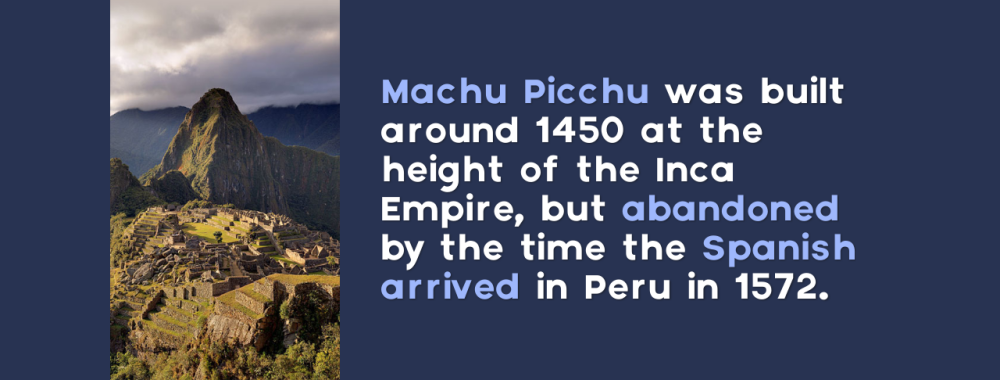 Machu Picchu was built
around 1450 at the
height of the Inca
Empire, but abandoned
by the time the Spanish
arrived in Peru in 1572.